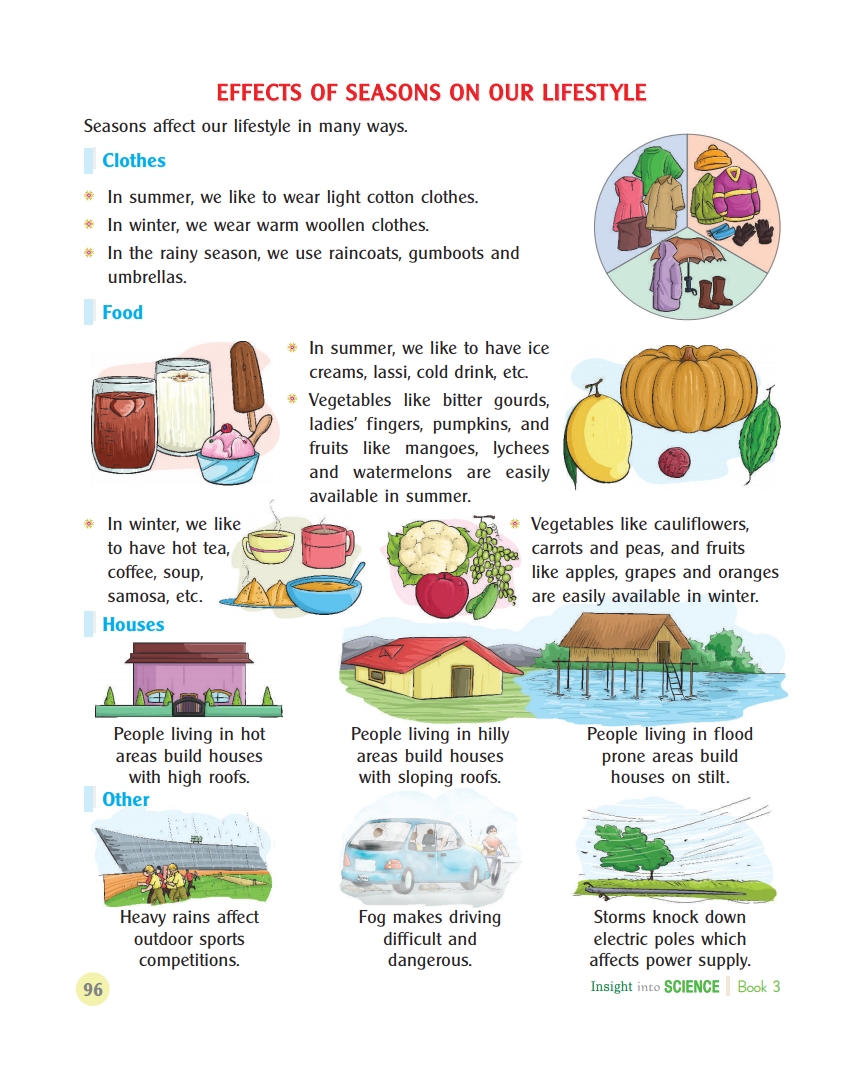 EFFECTS OF SEASONS ON OUR LIFESTYLE
Seasons affect our lifestyle in many ways.
Clothes
In summer, we like to wear light cotton clothes.
In winter, we wear warm woollen clothes.
In the rainy season, we use raincoats, gumboots and
umbrellas.
Food
In summer, we like to have ice
creams, lassi, cold drink, etc.
Vegetables like bitter gourds,
ladies’ fingers, pumpkins, and
fruits like mangoes, lychees
and watermelons are easily
available in summer.
In winter, we like
to have hot tea,
coffee, soup,
samosa, etc.
Vegetables like cauliflowers,
carrots and peas, and fruits
like apples, grapes and oranges
are easily available in winter.
Houses
People living in hot
areas build houses
with high roofs.
People living in hilly
areas build houses
with sloping roofs.
People living in flood
prone areas build
houses on stilt.
Other
Heavy rains affect
outdoor sports
competitions.
Fog makes driving
difficult and
dangerous.
Storms knock down
electric poles which
affects power supply.
96
Insight into SCIENCE Book 3